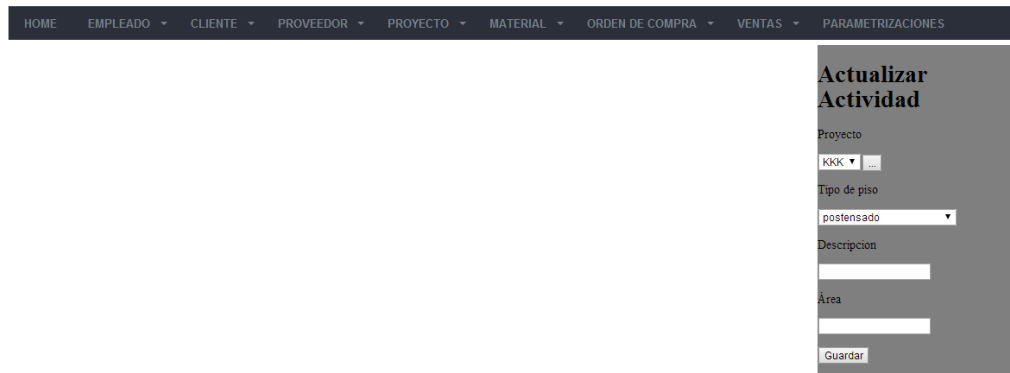 HOME EMPLEADO CLIENTE PROVEEDOR PROYECTO MATERIAL ORDEN DE COMPRA VENTAS PARAMETRIZACIONES
Actualizar
Actividad
Proyecto
KKK ...
Tipo de piso
postensado
Descripcion
Área
Guardar